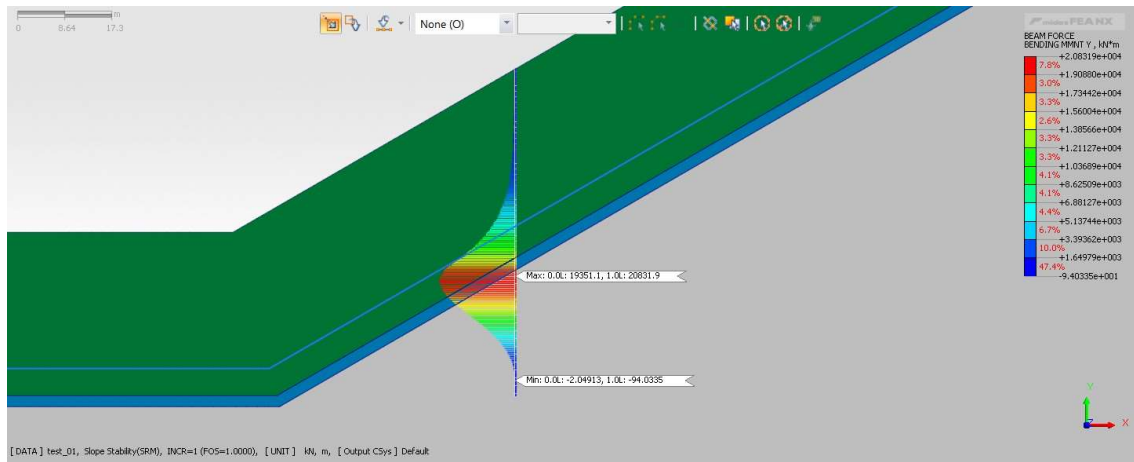 m
0 8.64 17.3
None (O)
midas FEA NX
BEAM FORCE
BENDING MMNT Y , kN*m
+2.08319e+004
7.8%
+1.90880e+004
3.0%
+1.73442e+004
3.3%
+1.56004e+004
2.6%
+1.38566e+004
3.3%
+1.21127e+004
3.3%
+1.03689e+004
4.1%
+8.62509e+003
4.1%
+6.88127e+003
4.4%
+5.13744e+003
6.7%
+3.39362e+003
10.0%
+1.64979e+003
47.4%
-9.40335e+001
Max: 0.0L: 19351.1, 1.0L: 20831.9
Min: 0.0L: -2.04913, 1.0L: -94.0335
Y
Z
X
[DATA] test_01, Slope Stability(SRM), INCR=1 (FOS=1.0000), [UNIT] kN, m, [Output CSys] Default